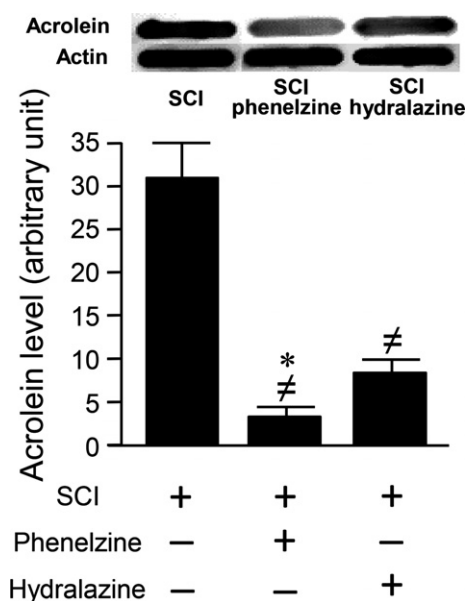 Acrolein
Actin
SCI SCI phenelzine SCI hydralazine
Acrolein level (arbitrary unit)
35
30
25
20
15
10
5
0
*
≠
≠
SCI + + +
Phenelzine – + –
Hydralazine – – +